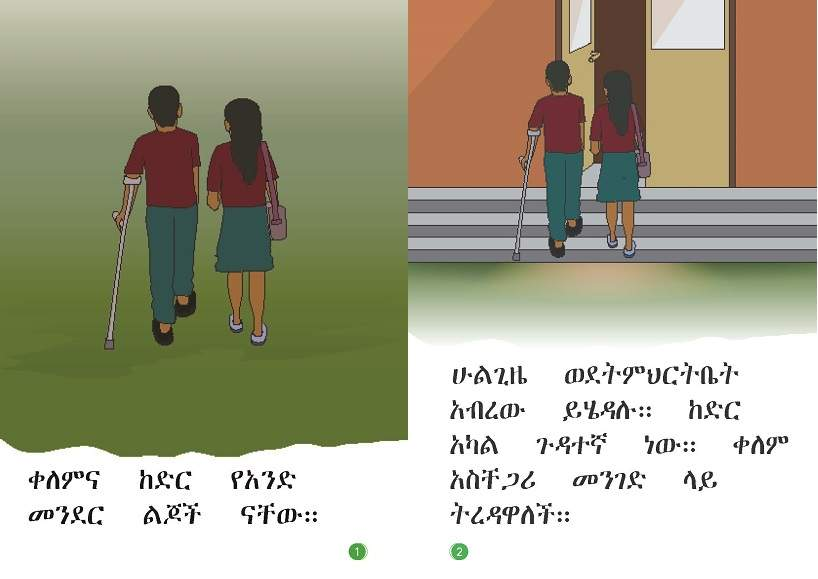 ቀለምና ከድር የአንድ
መንደር ልጆች ናቸው።
1
ሁልጊዜ ወደትምህርትቤት
አብረው ይሄዳሉ። ከድር
አካል ጉዳተኛ ነው። ቀለም
አስቸጋሪ መንገድ ላይ
ትረዳዋለች።
2